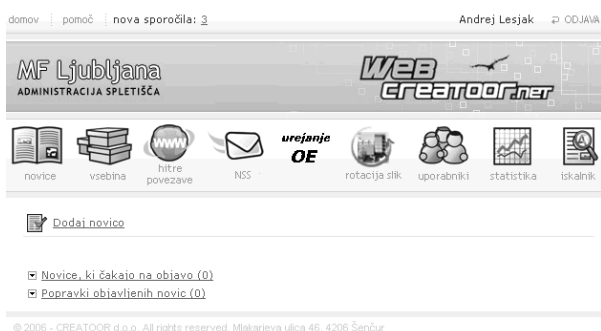 domov pomoč nova sporočila: 3 Andrej Lesjak ODJAVA
MF Ljubljana
ADMINISTRACIJA SPLETIŠČA
WEB
CREATOOR.NET
www
urejanje
OE
novice vsebina hitre povezave NSS rotacija slik uporabniki statistika iskalnik
Dodaj novico
Novice, ki čakajo na objavo (0)
Popravki objavljenih novic (0)
© 2006 - CREATOOR d.o.o. All rights reserved. Mlakarjeva ulica 46, 4206 Šenčur